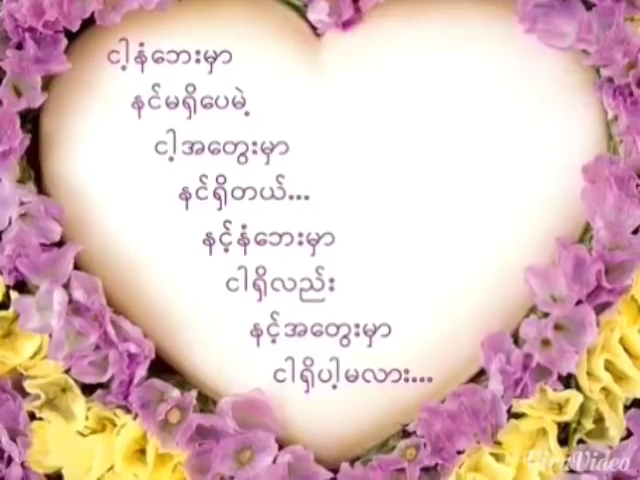 ငါ့နံဘေးမှာ
နင်မရှိပေမဲ့
ငါ့အတွေးမှာ
နင်ရှိတယ်...
နင့်နံဘေးမှာ
ငါရှိလည်း
နင့်အတွေးမှာ
ငါရှိပါ့မလား...
VivaVideo